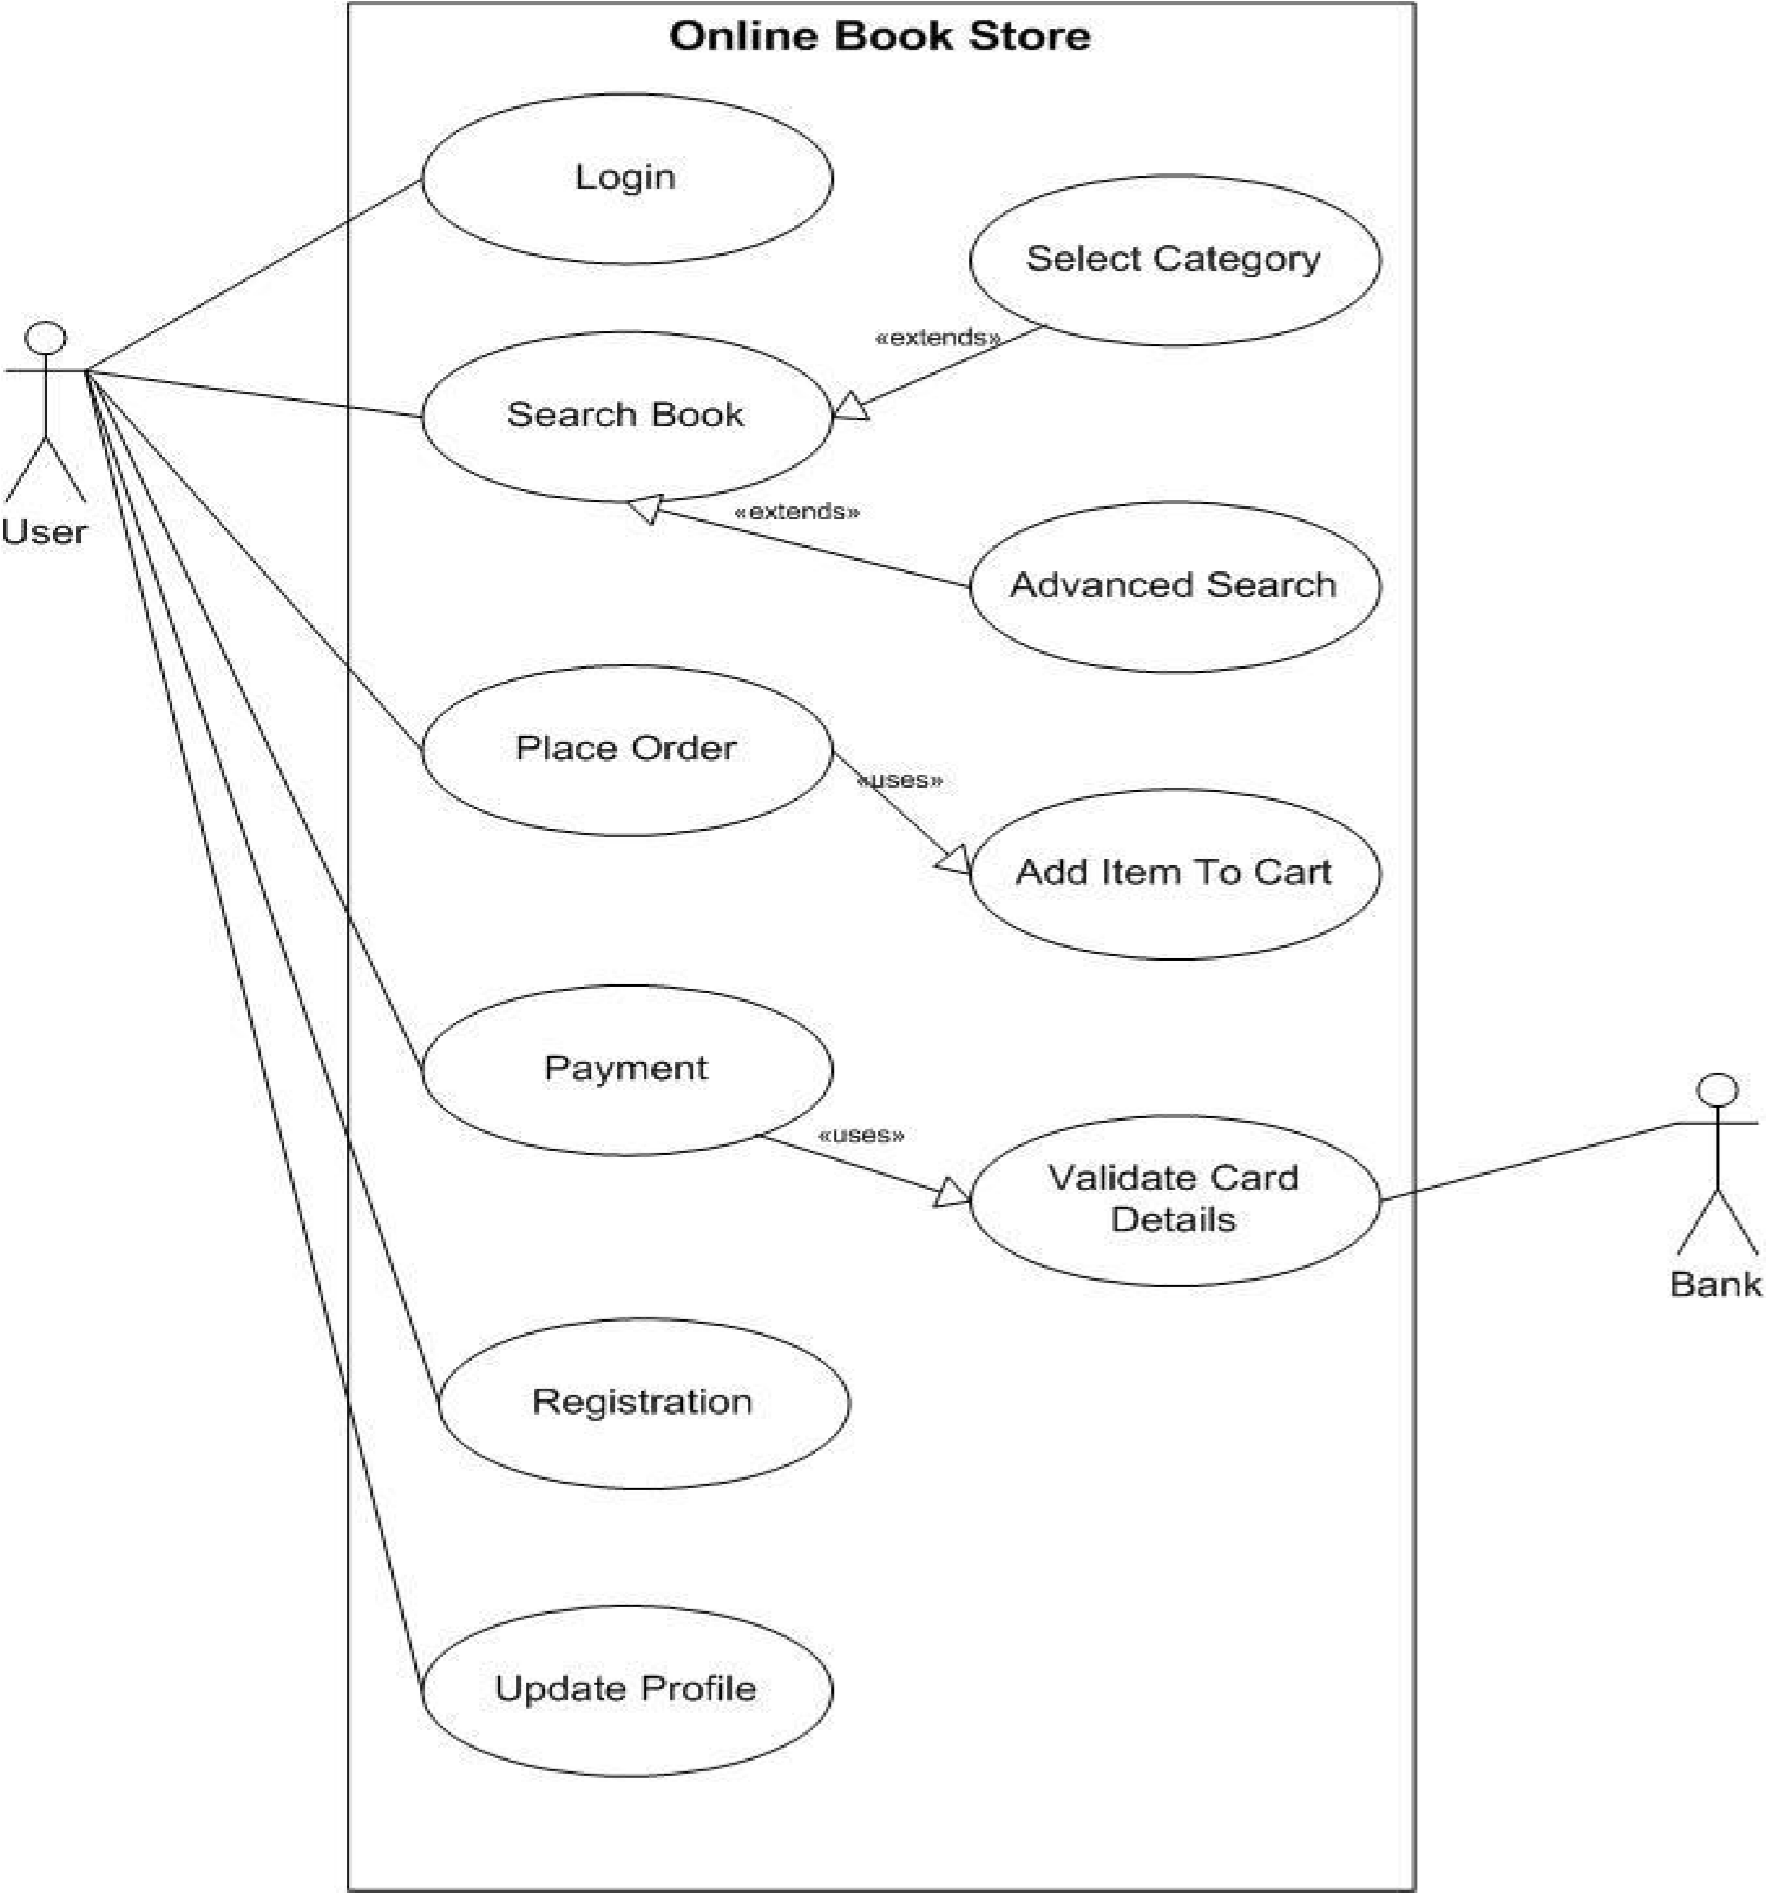 Online Book Store
Login
Select Category
«extends»
Search Book
«extends»
User
Advanced Search
Place Order
«uses»
Add Item To Cart
Payment
«uses»
Validate Card
Details
Bank
Registration
Update Profile